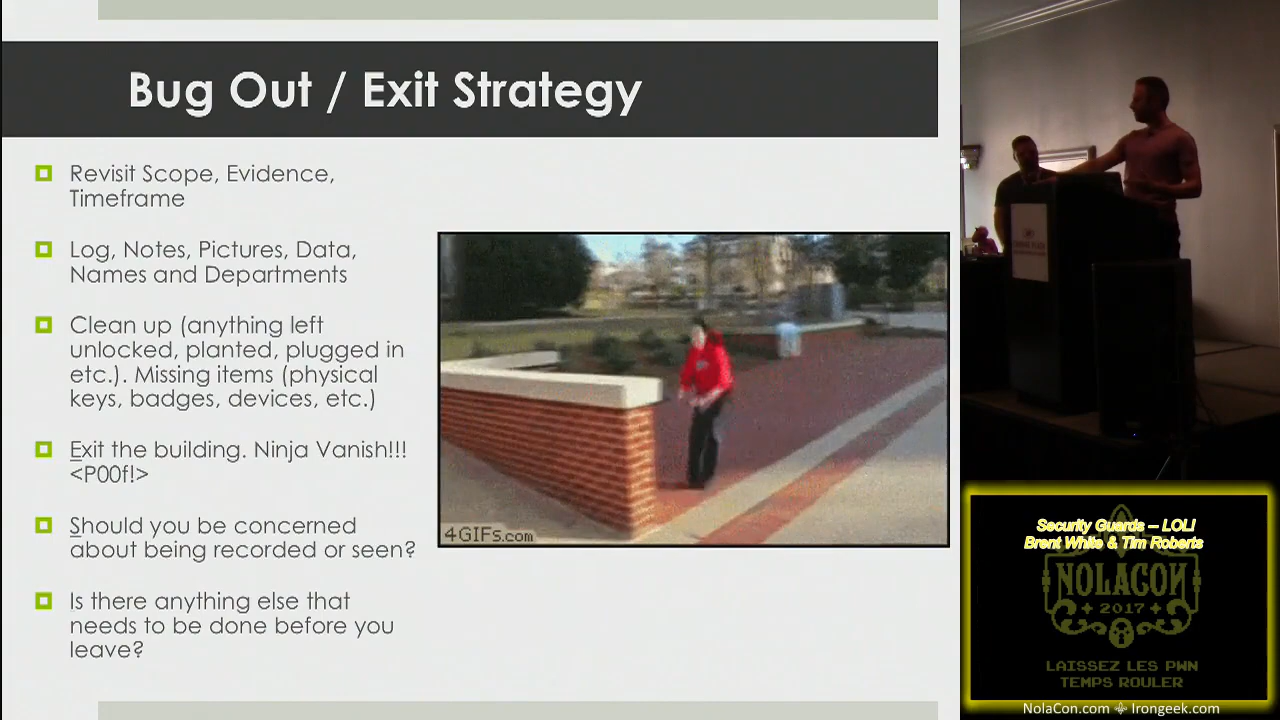 Bug Out / Exit Strategy
Revisit Scope, Evidence,
Timeframe
Log, Notes, Pictures, Data,
Names and Departments
Clean up (anything left
unlocked, planted, plugged in
etc.). Missing items (physical
keys, badges, devices, etc.)
Exit the building. Ninja Vanish!!!
<P00f!>
Should you be concerned
about being recorded or seen?
Is there anything else that
needs to be done before you
leave?
4GIFs.com
Security Guards -- LOL!
Brent White & Tim Roberts
NOLACON
2017
LAISSEZ LES PWN
TEMPS ROULER
NolaCon.com Irongeek.com